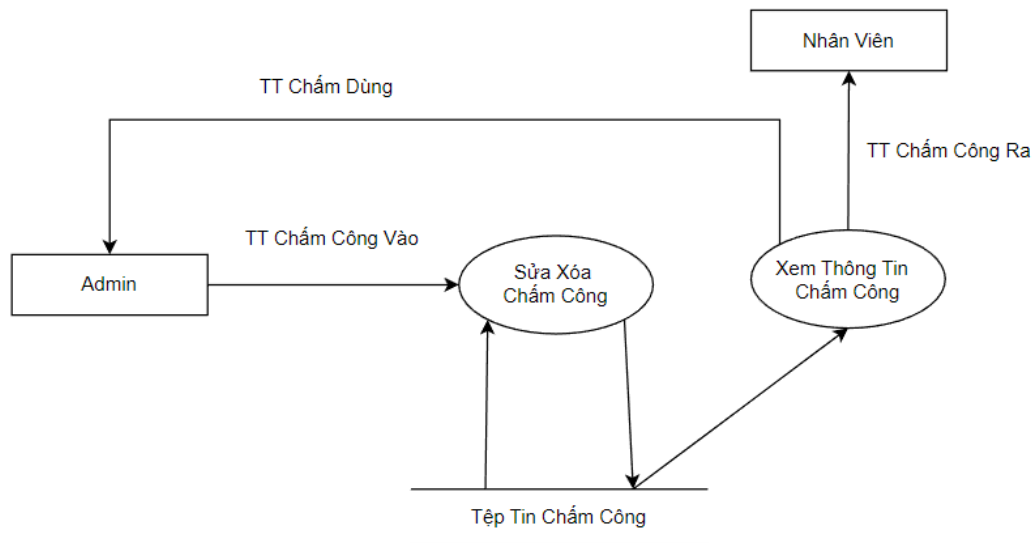 Nhân Viên
TT Chấm Dùng
TT Chấm Công Ra
TT Chấm Công Vào
Admin
Sửa Xóa
Chấm Công
Xem Thông Tin
Chấm Công
Tệp Tin Chấm Công